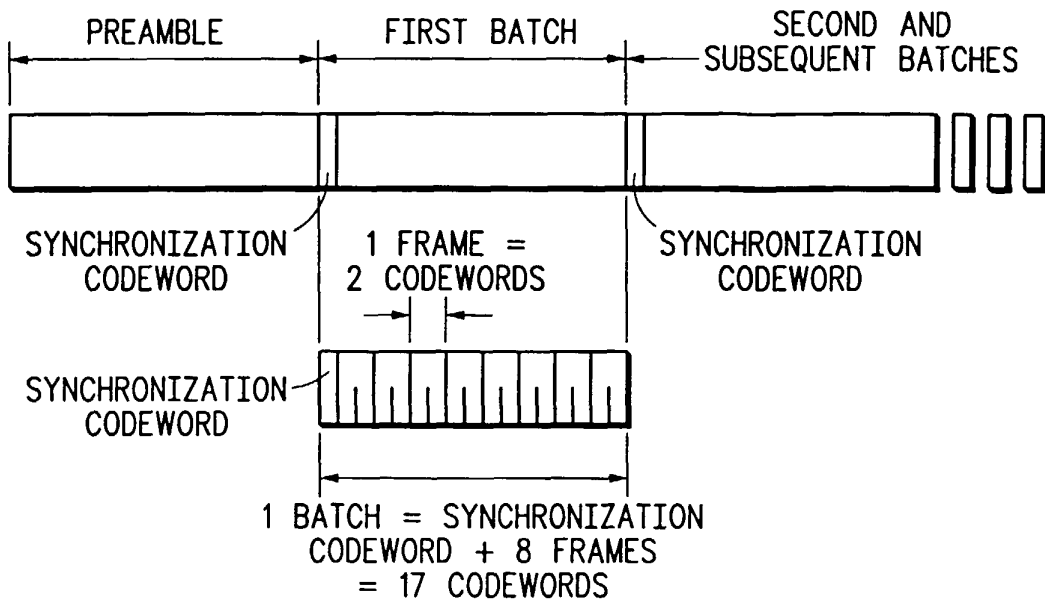 PREAMBLE
FIRST BATCH
SECOND AND
SUBSEQUENT BATCHES
SYNCHRONIZATION
CODEWORD
1 FRAME =
2 CODEWORDS
SYNCHRONIZATION
CODEWORD
SYNCHRONIZATION
CODEWORD
1 BATCH = SYNCHRONIZATION
CODEWORD + 8 FRAMES
= 17 CODEWORDS